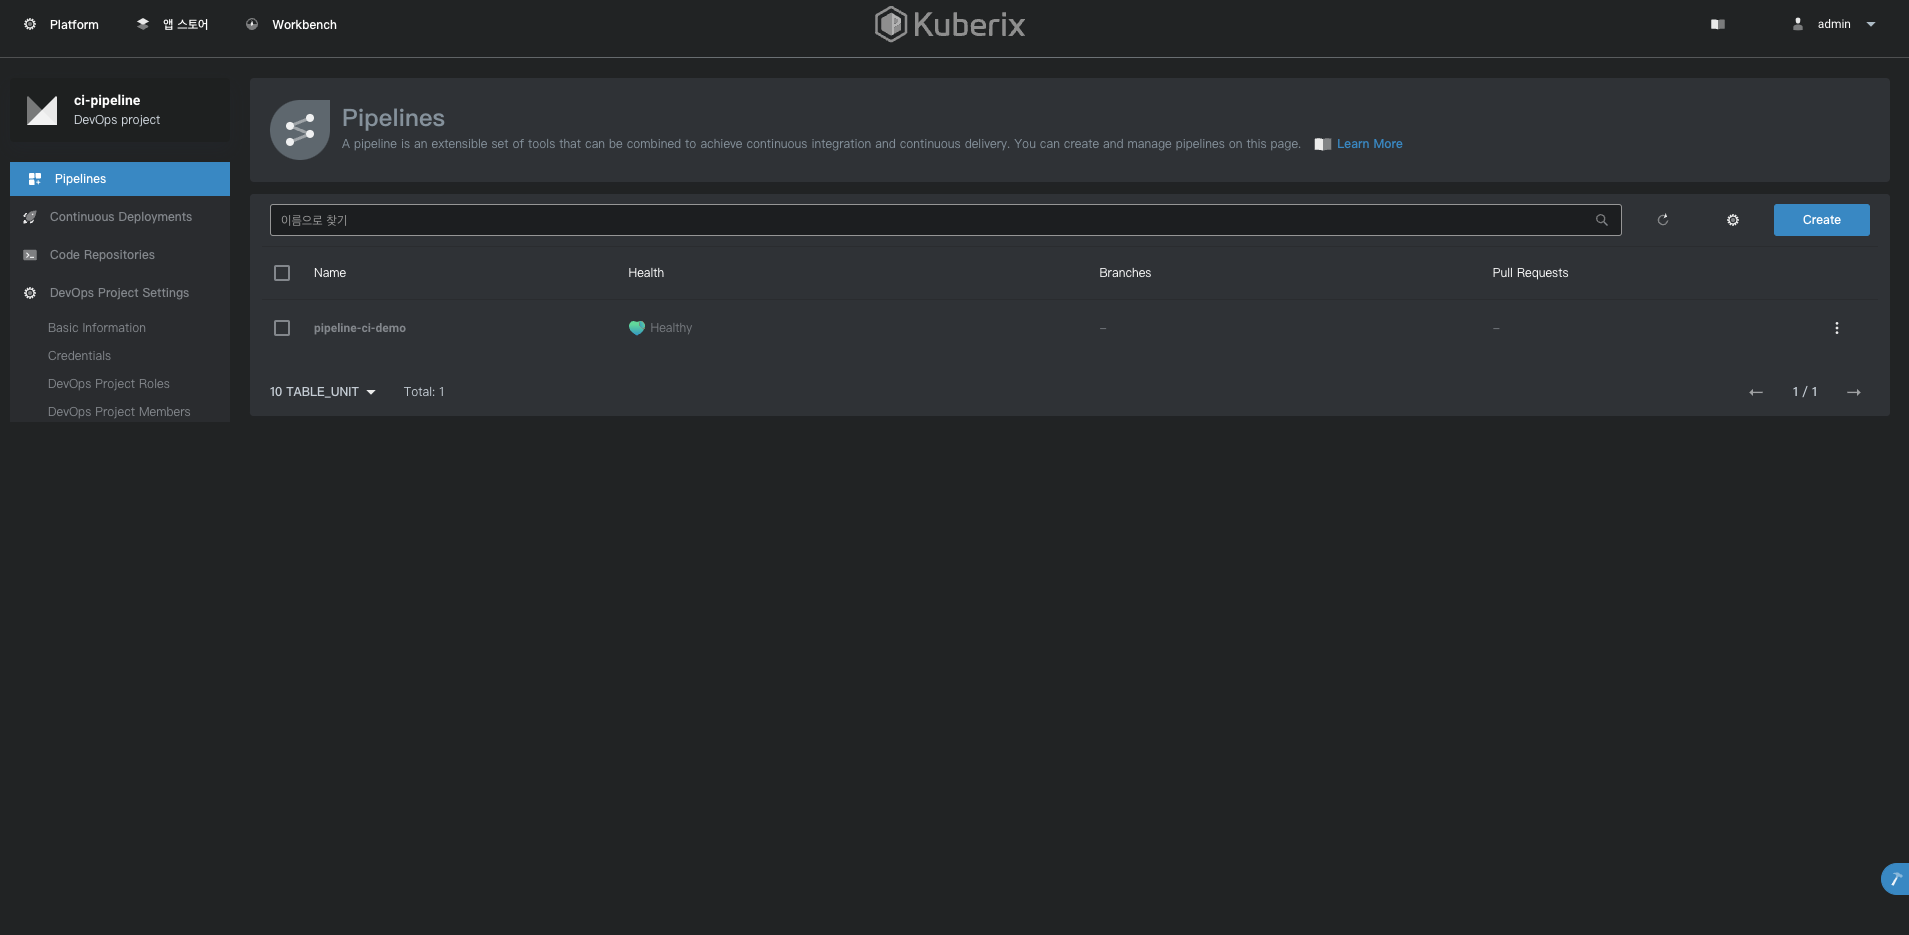 Platform
앱 스토어
Workbench
Kuberix
admin
ci-pipeline
DevOps project
Pipelines
Continuous Deployments
Code Repositories
DevOps Project Settings
Basic Information
Credentials
DevOps Project Roles
DevOps Project Members
Pipelines
A pipeline is an extensible set of tools that can be combined to achieve continuous integration and continuous delivery. You can create and manage pipelines on this page. Learn More
이름으로 찾기
Create
Name Health Branches Pull Requests
pipeline-ci-demo Healthy – –
10 TABLE_UNIT Total: 1 1 / 1